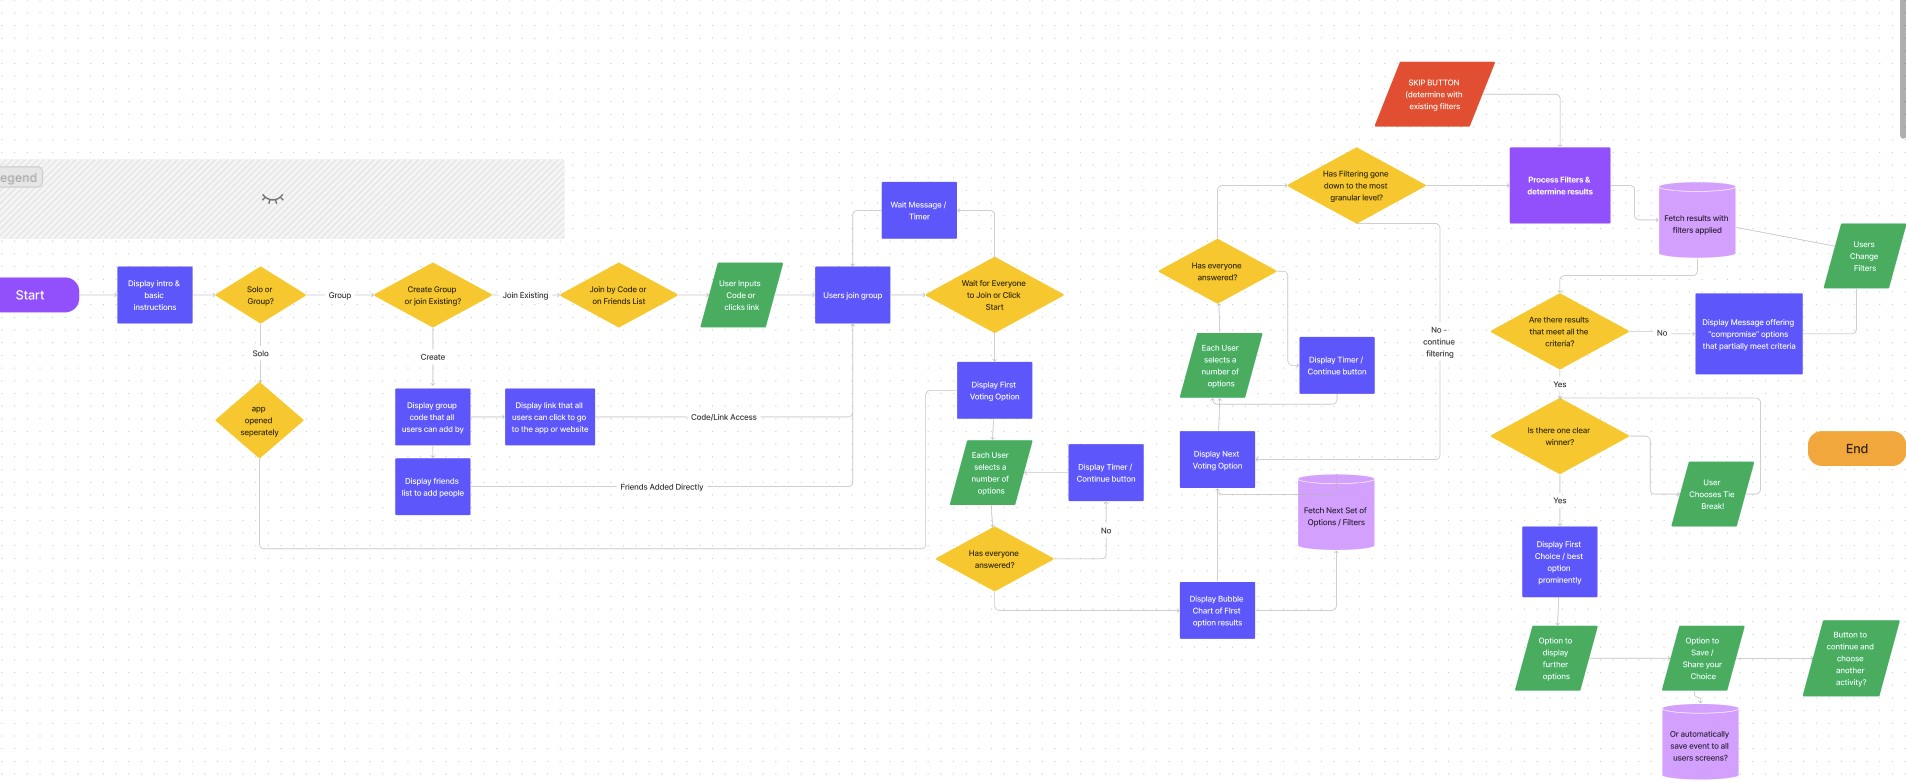 egend
Start
Display intro &
basic
instructions
Solo or
Group?
Group
Create Group
or join Existing?
Join Existing
Join by Code or
on Friends List
User Inputs
Code or
clicks link
Users join group
Wait Message /
Timer
Wait for Everyone
to Join or Click
Start
Solo
app
opened
seperately
Create
Display group
code that all
users can add by
Display link that all
users can click to go
to the app or website
Code/Link Access
Display friends
list to add people
Friends Added Directly
Display First
Voting Option
Each User
selects a
number of
options
Display Timer /
Continue button
No
Has everyone
answered?
Display Bubble
Chart of FIrst
option results
Fetch Next Set of
Options / Filters
Display Next
Voting Option
Each User
selects a
number of
options
Display Timer /
Continue button
Has everyone
answered?
Has Filtering gone
down to the most
granular level?
No -
continue
filtering
SKIP BUTTON
(determine with
existing filters
Process Filters &
determine results
Fetch results with
filters applied
Users
Change
Filters
Are there results
that meet all the
criteria?
No
Display Message offering
"compromise" options
that partially meet criteria
Yes
Is there one clear
winner?
User
Chooses Tie
Break!
End
Yes
Display First
Choice / best
option
prominently
Option to
display
further
options
Option to
Save /
Share your
Choice
Button to
continue and
choose
another
activity?
Or automatically
save event to all
users screens?